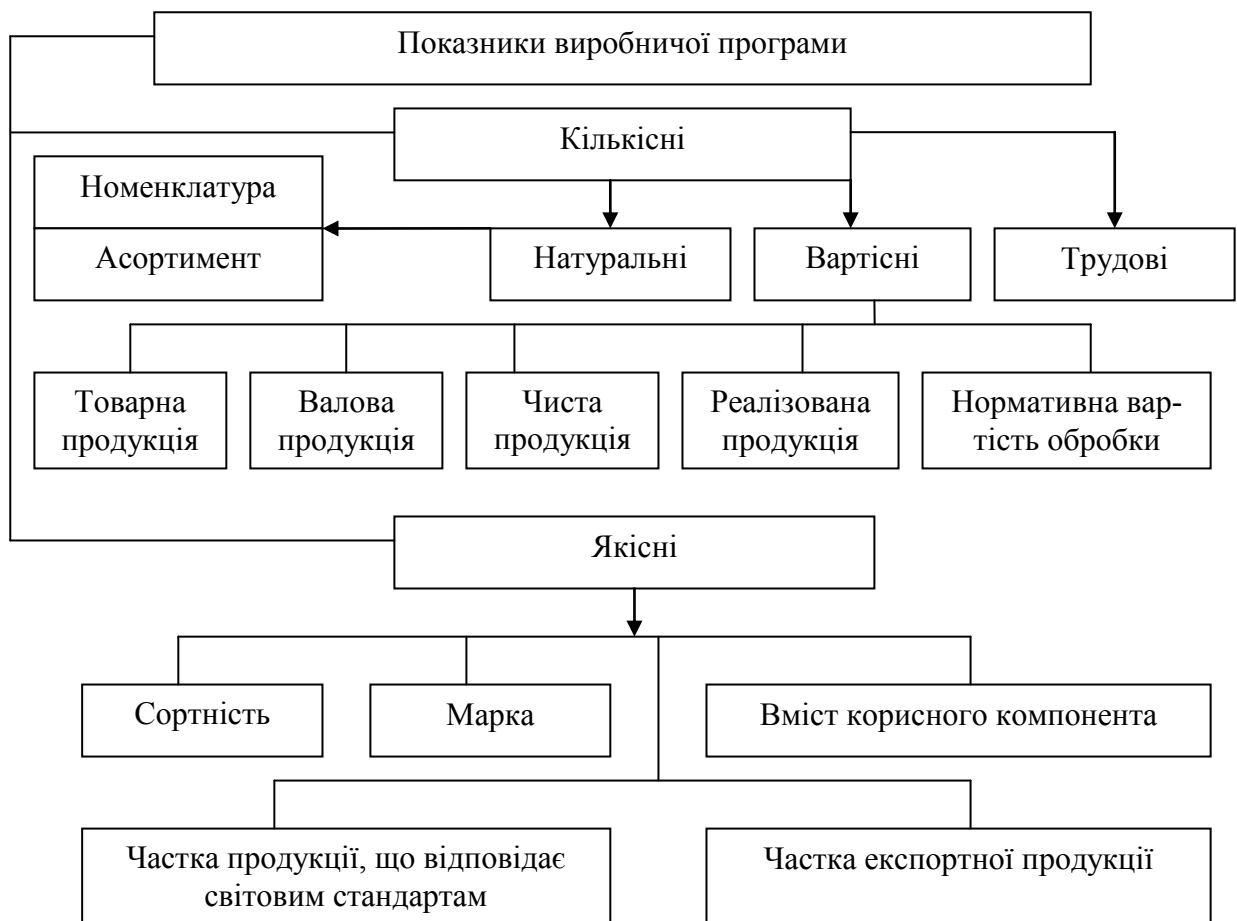 Показники виробничої програми
Кількісні
Номенклатура
Асортимент
Натуральні
Вартісні
Трудові
Товарна
продукція
Валова
продукція
Чиста
продукція
Реалізована
продукція
Нормативна вар-
тість обробки
Якісні
Сортність
Марка
Вміст корисного компонента
Частка продукції, що відповідає
світовим стандартам
Частка експортної продукції